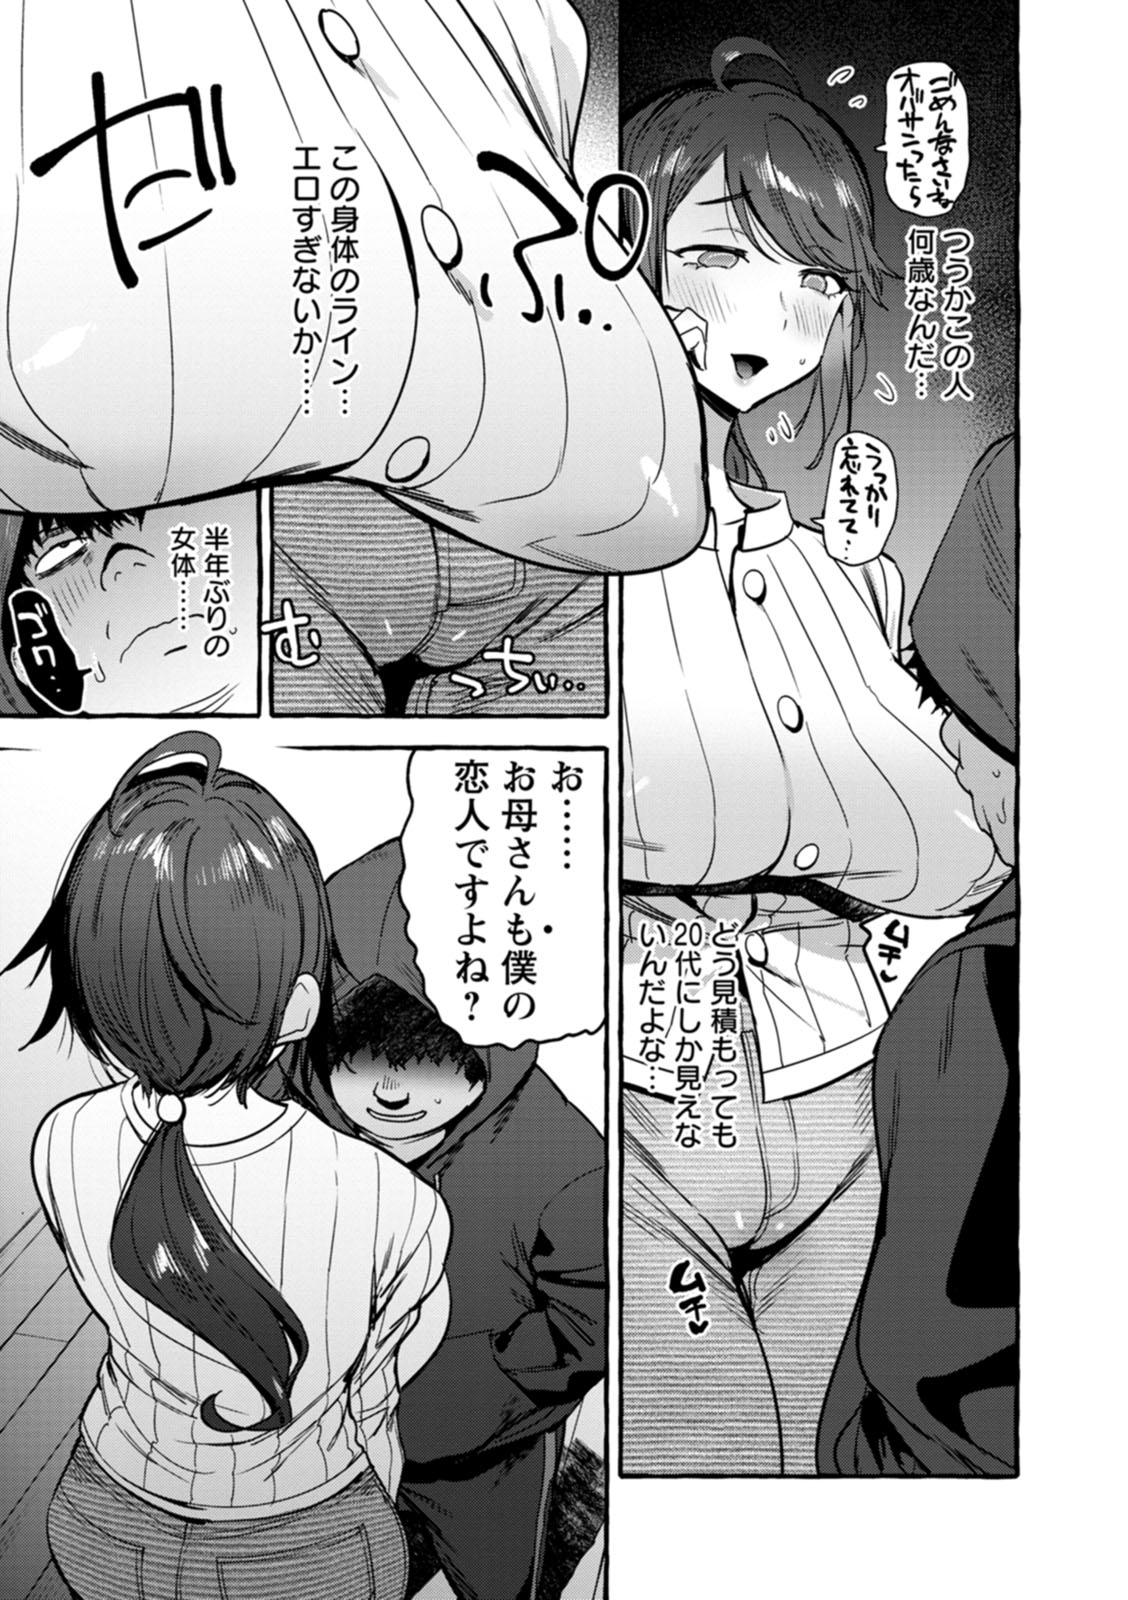 ごめんなさいね
オバサンったら
つうかこの人
何歳なんだ…
うっかり
忘れてて…
ムチ
どう見積もっても
20代にしか見えな
いんだよな…
ムチ
だ
ぷ…
この身体のライン…
エロすぎないか……
む
っちぃ…
半年ぶりの
女体……
ゴク…
お……
お母さんも僕の
恋人ですよね?